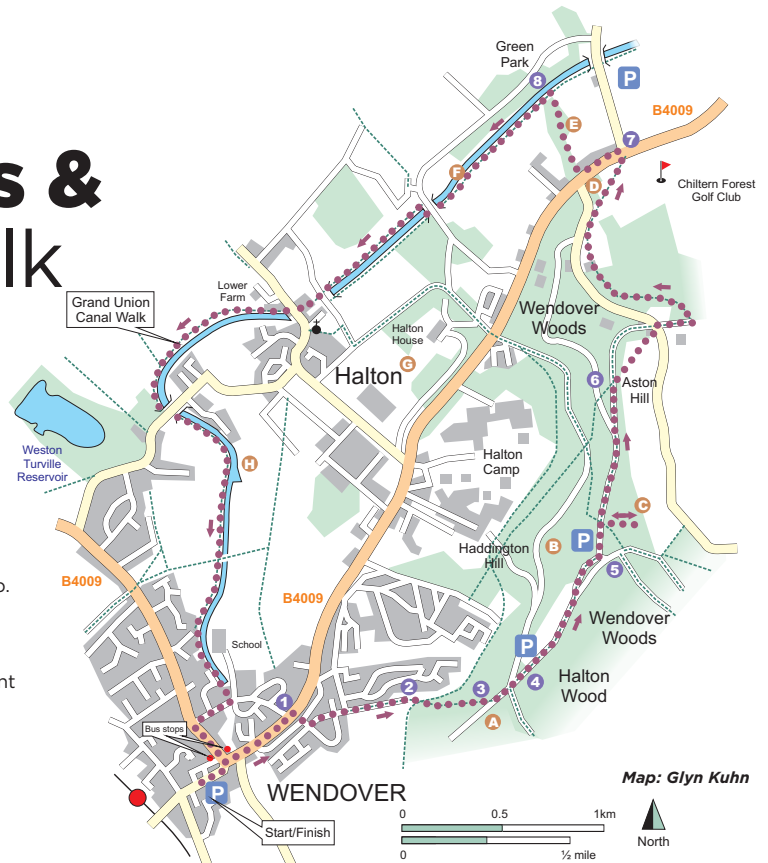 s &
lk
Green
Park
8
P
E
B4009
7
F
D
Chiltern Forest
Golf Club
Lower
Farm
Grand Union
Canal Walk
Halton
House
Wendover
Woods
G
Halton
6
Aston
Hill
Weston
Turville
Reservoir
H
Halton
Camp
C
P
Haddington
Hill
B
o.
B4009
B4009
5
Wendover
Woods
School
P
nt
2
3
4
Halton
Wood
1
A
Bus stops
P
WENDOVER
Start/Finish
Map: Glyn Kuhn
0 0.5 1km
0 ½ mile
North